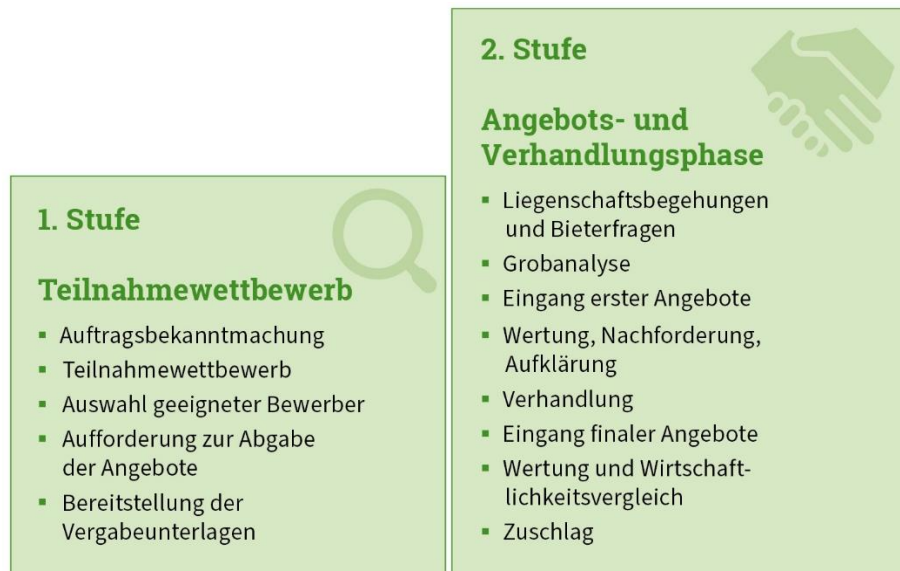 1. Stufe
Teilnahmewettbewerb
▪ Auftragsbekanntmachung
▪ Teilnahmewettbewerb
▪ Auswahl geeigneter Bewerber
▪ Aufforderung zur Abgabe
der Angebote
▪ Bereitstellung der
Vergabeunterlagen
2. Stufe
Angebots- und
Verhandlungsphase
▪ Liegenschaftsbegehungen
und Bieterfragen
▪ Grobanalyse
▪ Eingang erster Angebote
▪ Wertung, Nachforderung,
Aufklärung
▪ Verhandlung
▪ Eingang finaler Angebote
▪ Wertung und Wirtschaft-
lichkeitsvergleich
▪ Zuschlag